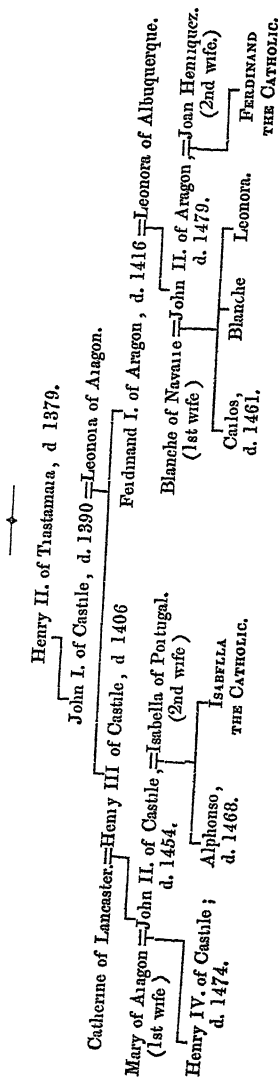 Henry II. of Trastamara, d 1379.
John I. of Castile, d. 1390 = Leonora of Aragon.
Catherine of Lancaster. = Henry III of Castile, d 1406
Ferdinand I. of Aragon, d. 1416 = Leonora of Albuquerque.
Mary of Aragon = John II. of Castile, = Isabella of Portugal.
(1st wife) d. 1454. (2nd wife)
Blanche of Navarre = John II. of Aragon, = Joan Henriquez.
(1st wife) d. 1479. (2nd wife.)
Henry IV. of Castile;
d. 1474.
Alphonso,
d. 1468.
ISABELLA
THE CATHOLIC.
Carlos,
d. 1461.
Blanche
Leonora.
FERDINAND
THE CATHOLIC